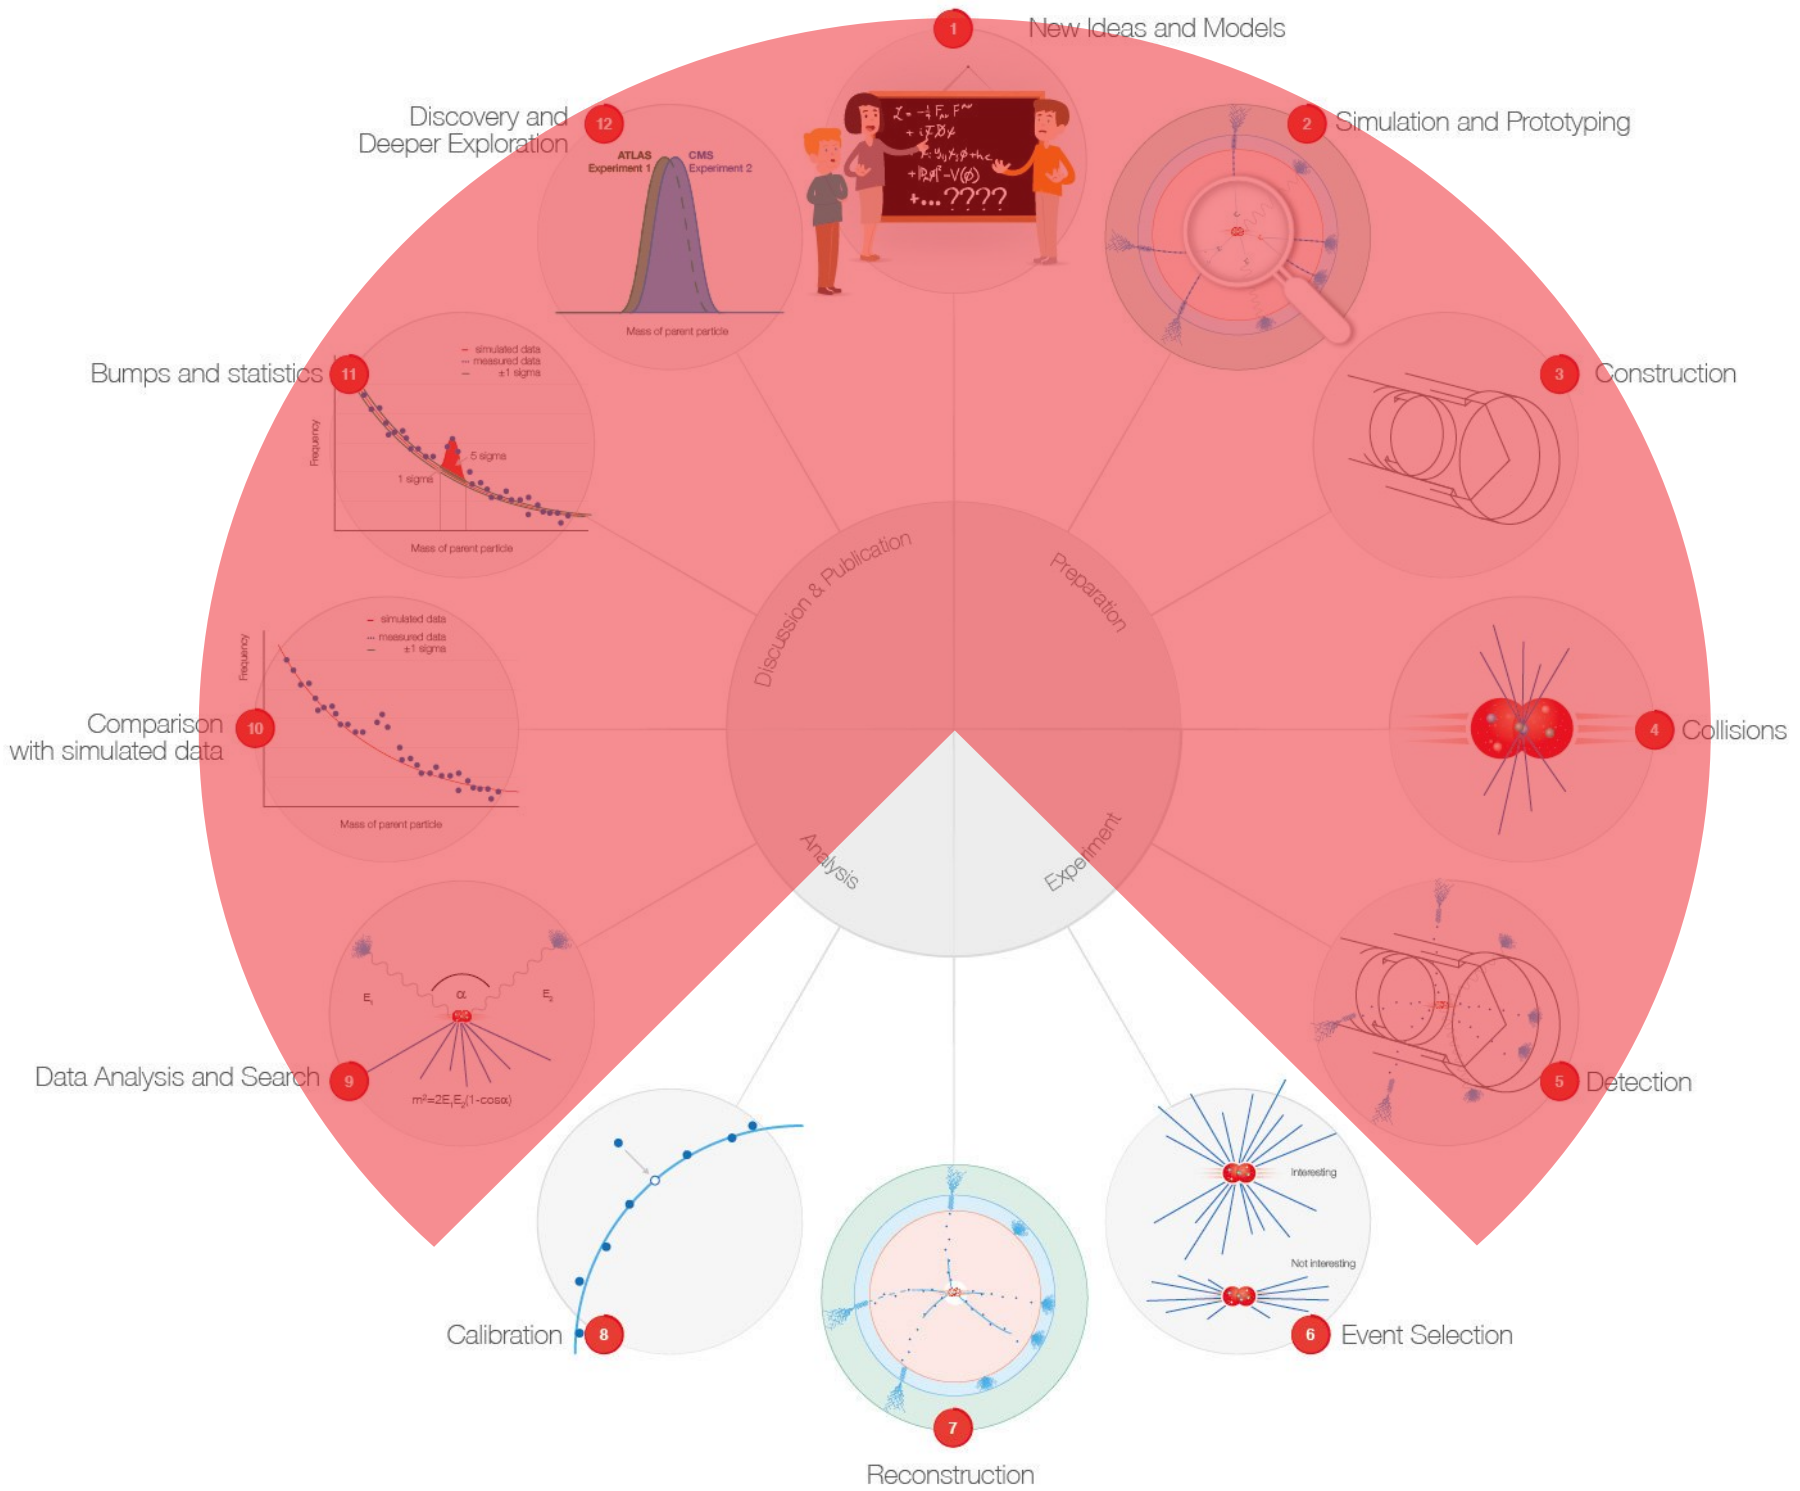 1
New Ideas and Models
2
Simulation and Prototyping
3
Construction
4
Collisions
5
Detection
6
Event Selection
Interesting
Not interesting
7
Reconstruction
8
Calibration
9
Data Analysis and Search
E1
α
E2
m²=2E1E2(1-cosα)
10
Comparison
with simulated data
Frequency
simulated data
measured data
±1 sigma
Mass of parent particle
11
Bumps and statistics
Frequency
simulated data
measured data
±1 sigma
5 sigma
1 sigma
Mass of parent particle
12
Discovery and
Deeper Exploration
ATLAS
Experiment 1
CMS
Experiment 2
Mass of parent particle
+...????
Discussion & Publication
Preparation
Analysis
Experiment